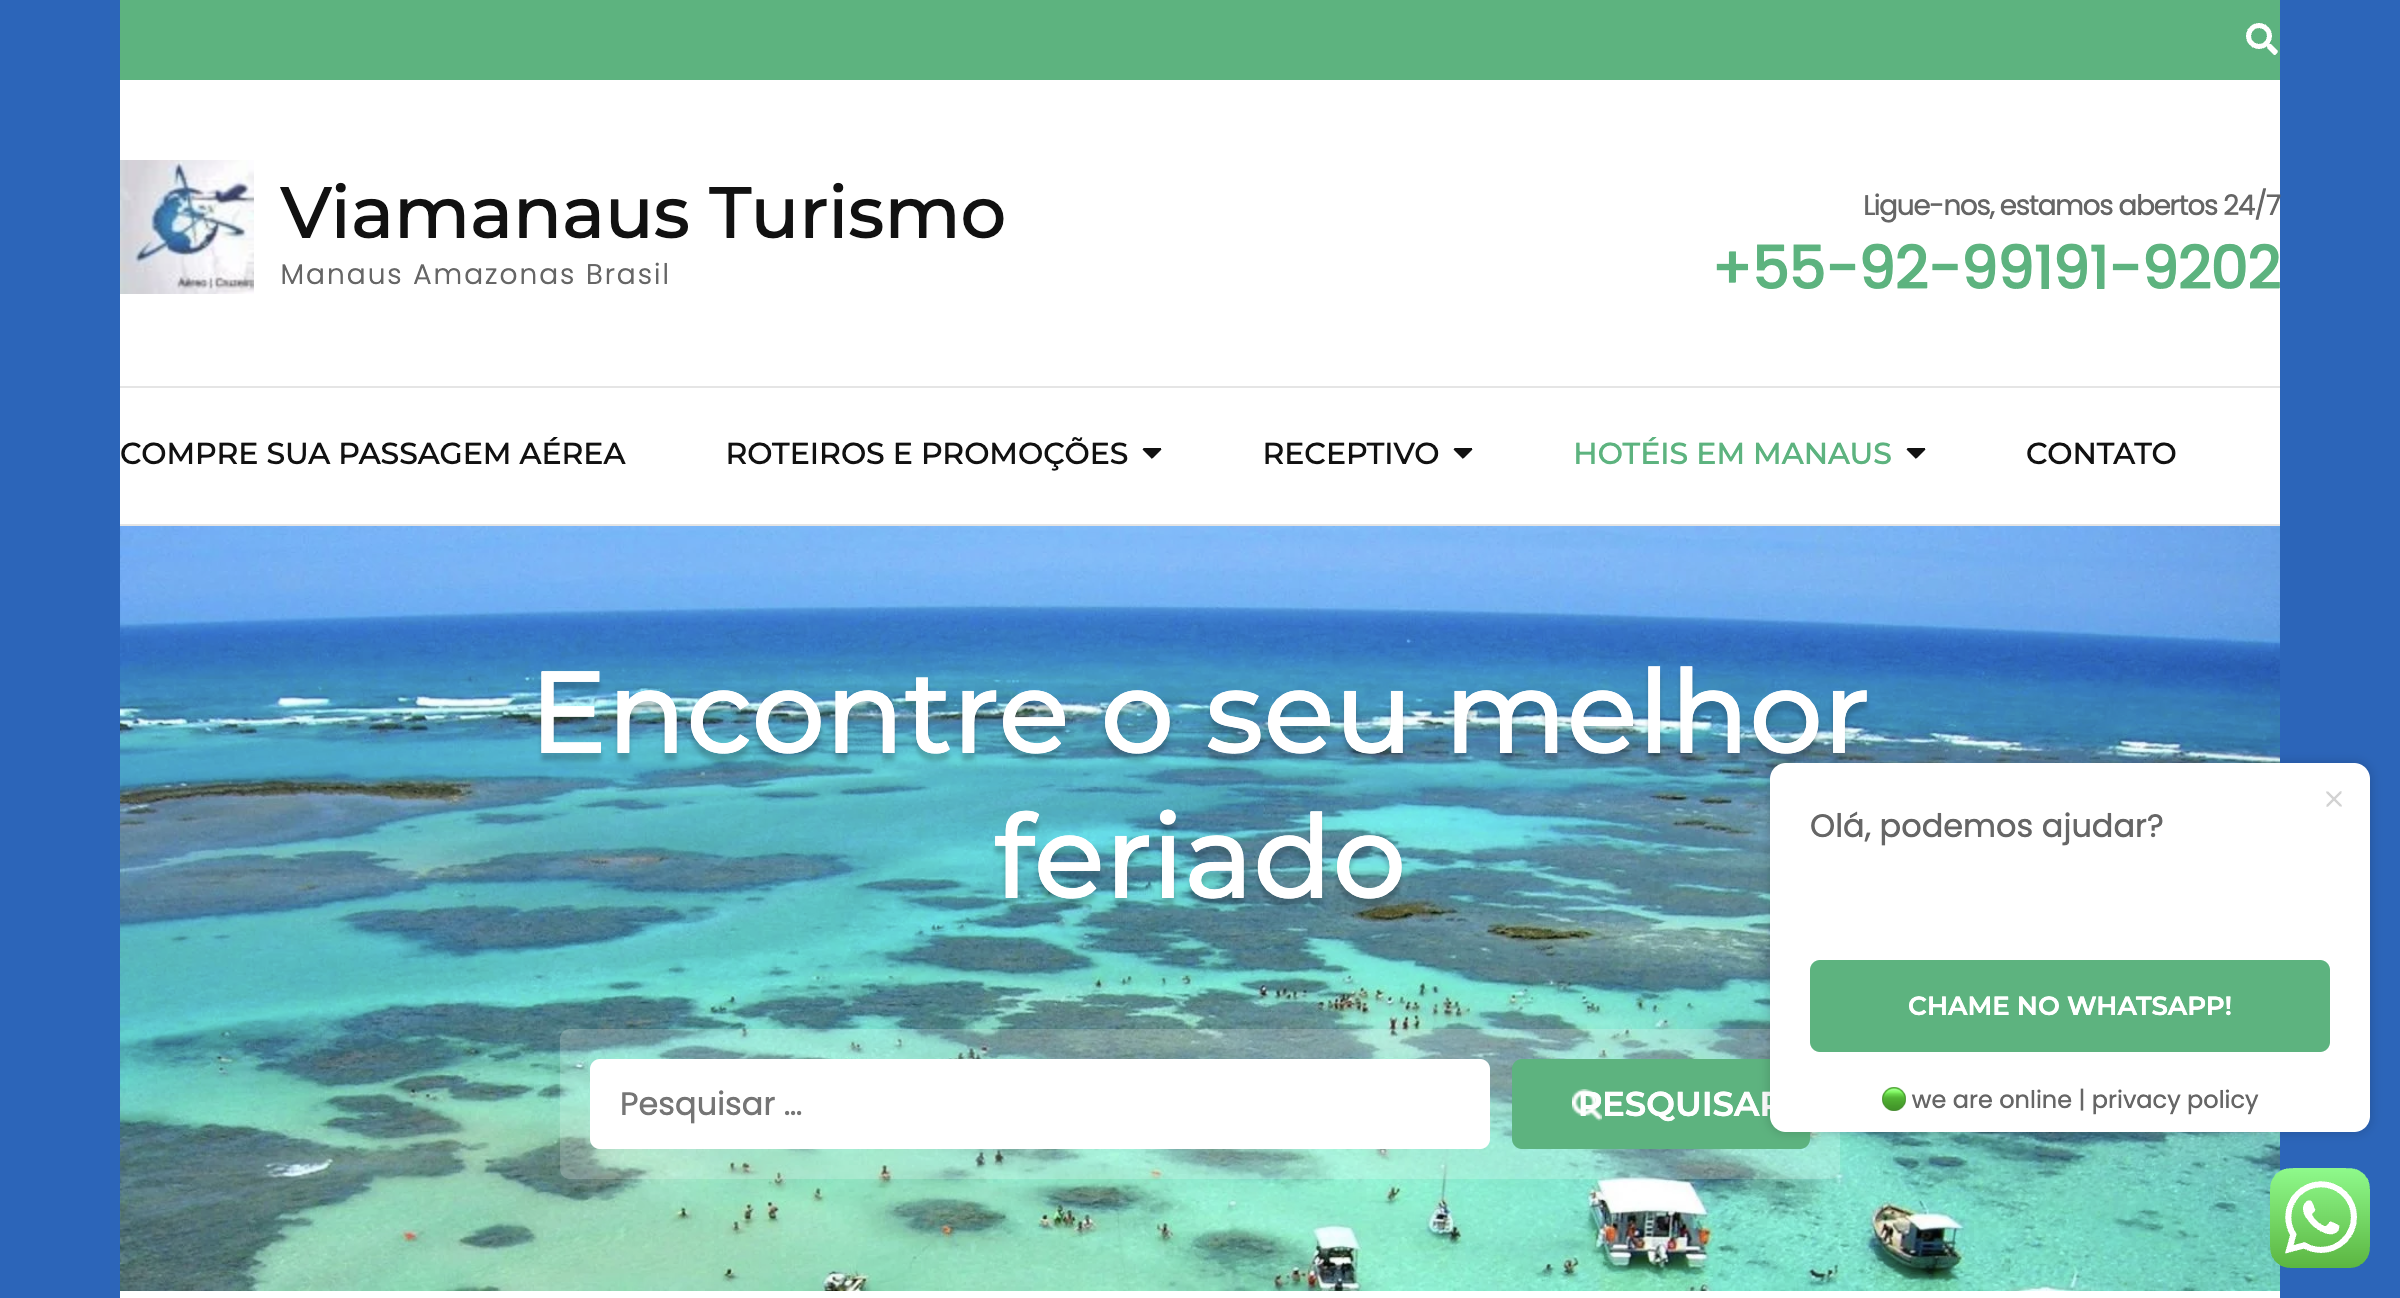 Aéreo | Cruzeiro
Viamanaus Turismo
Manaus Amazonas Brasil
Ligue-nos, estamos abertos 24/7
+55-92-99191-9202
COMPRE SUA PASSAGEM AÉREA ROTEIROS E PROMOÇÕES RECEPTIVO HOTÉIS EM MANAUS CONTATO
Encontre o seu melhor
feriado
Olá, podemos ajudar?
CHAME NO WHATSAPP!
we are online | privacy policy
Pesquisar ...
PESQUISAR